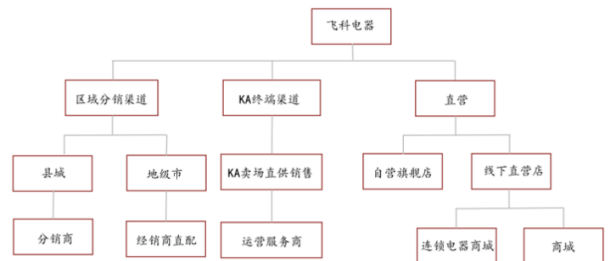 飞科电器
区域分销渠道
KA终端渠道
直营
县城
地级市
KA卖场直供销售
自营旗舰店
线下直营店
分销商
经销商直配
运营服务商
连锁电器商城
商城